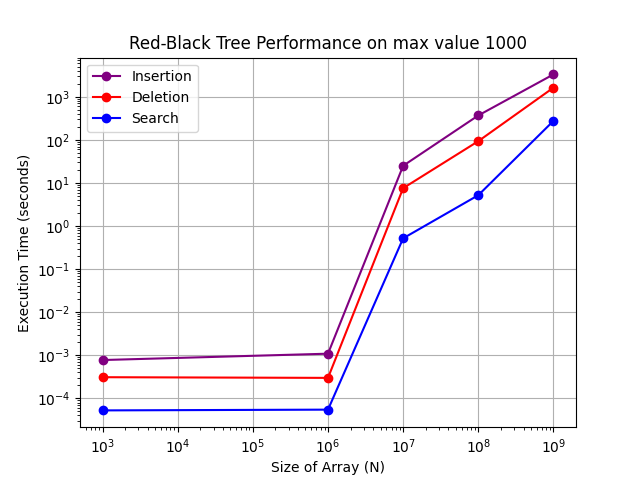 Red-Black Tree Performance on max value 1000
Insertion
Deletion
Search
Execution Time (seconds)
10³
10²
10¹
10⁰
10⁻¹
10⁻²
10⁻³
10⁻⁴
10³ 10⁴ 10⁵ 10⁶ 10⁷ 10⁸ 10⁹
Size of Array (N)